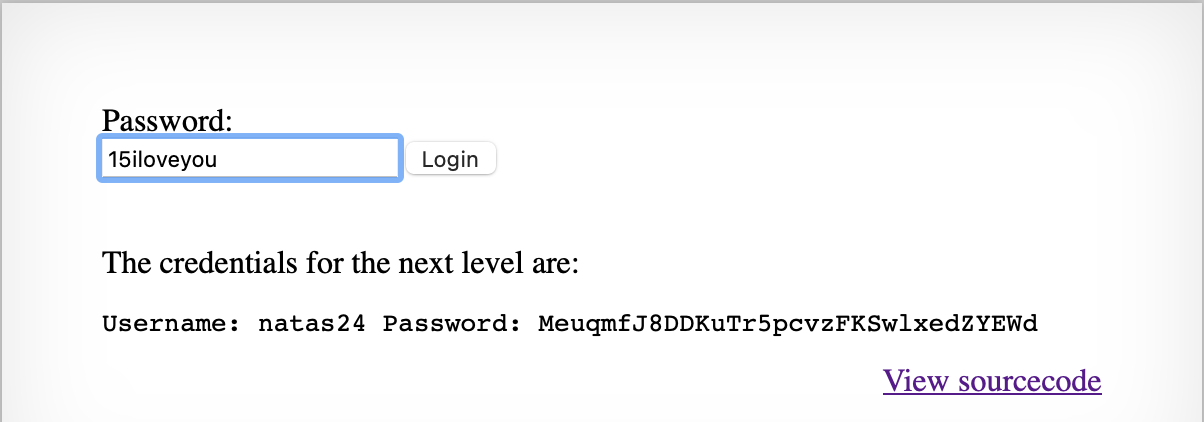 Password:
15iloveyou Login
The credentials for the next level are:
Username: natas24 Password: MeuqmfJ8DDKuTr5pcvzFKSwlxedZYEWd
View sourcecode